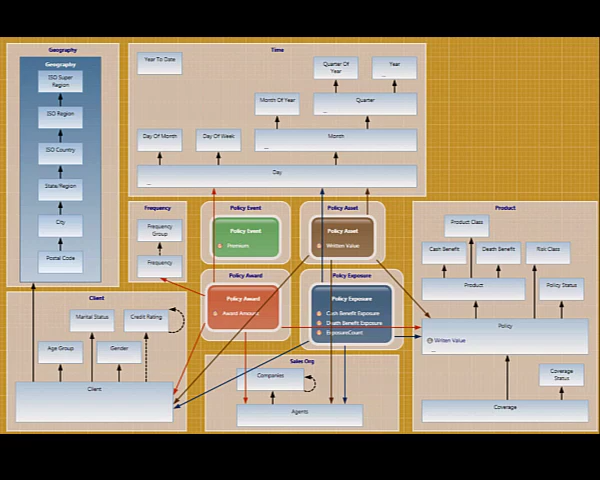 Geography
Geography
ISO Super
Region
ISO Region
ISO Country
State/Region
City
Postal Code
Time
Year To Date
Quarter Of
Year
Year
Month Of Year
Quarter
Day Of Month
Day Of Week
Month
Day
Frequency
Frequency
Group
Frequency
Policy Event
Policy Event
Premium
Policy Asset
Policy Asset
Written Value
Policy Award
Policy Award
Award Amount
Policy Exposure
Policy Exposure
Cash Benefit Exposure
Death Benefit Exposure
ExposureCount
Product
Product Class
Cash Benefit
Death Benefit
Risk Class
Product
Policy Status
Policy
Written Value
Coverage
Status
Coverage
Client
Marital Status
Credit Rating
Age Group
Gender
Client
Sales Org
Companies
Agents